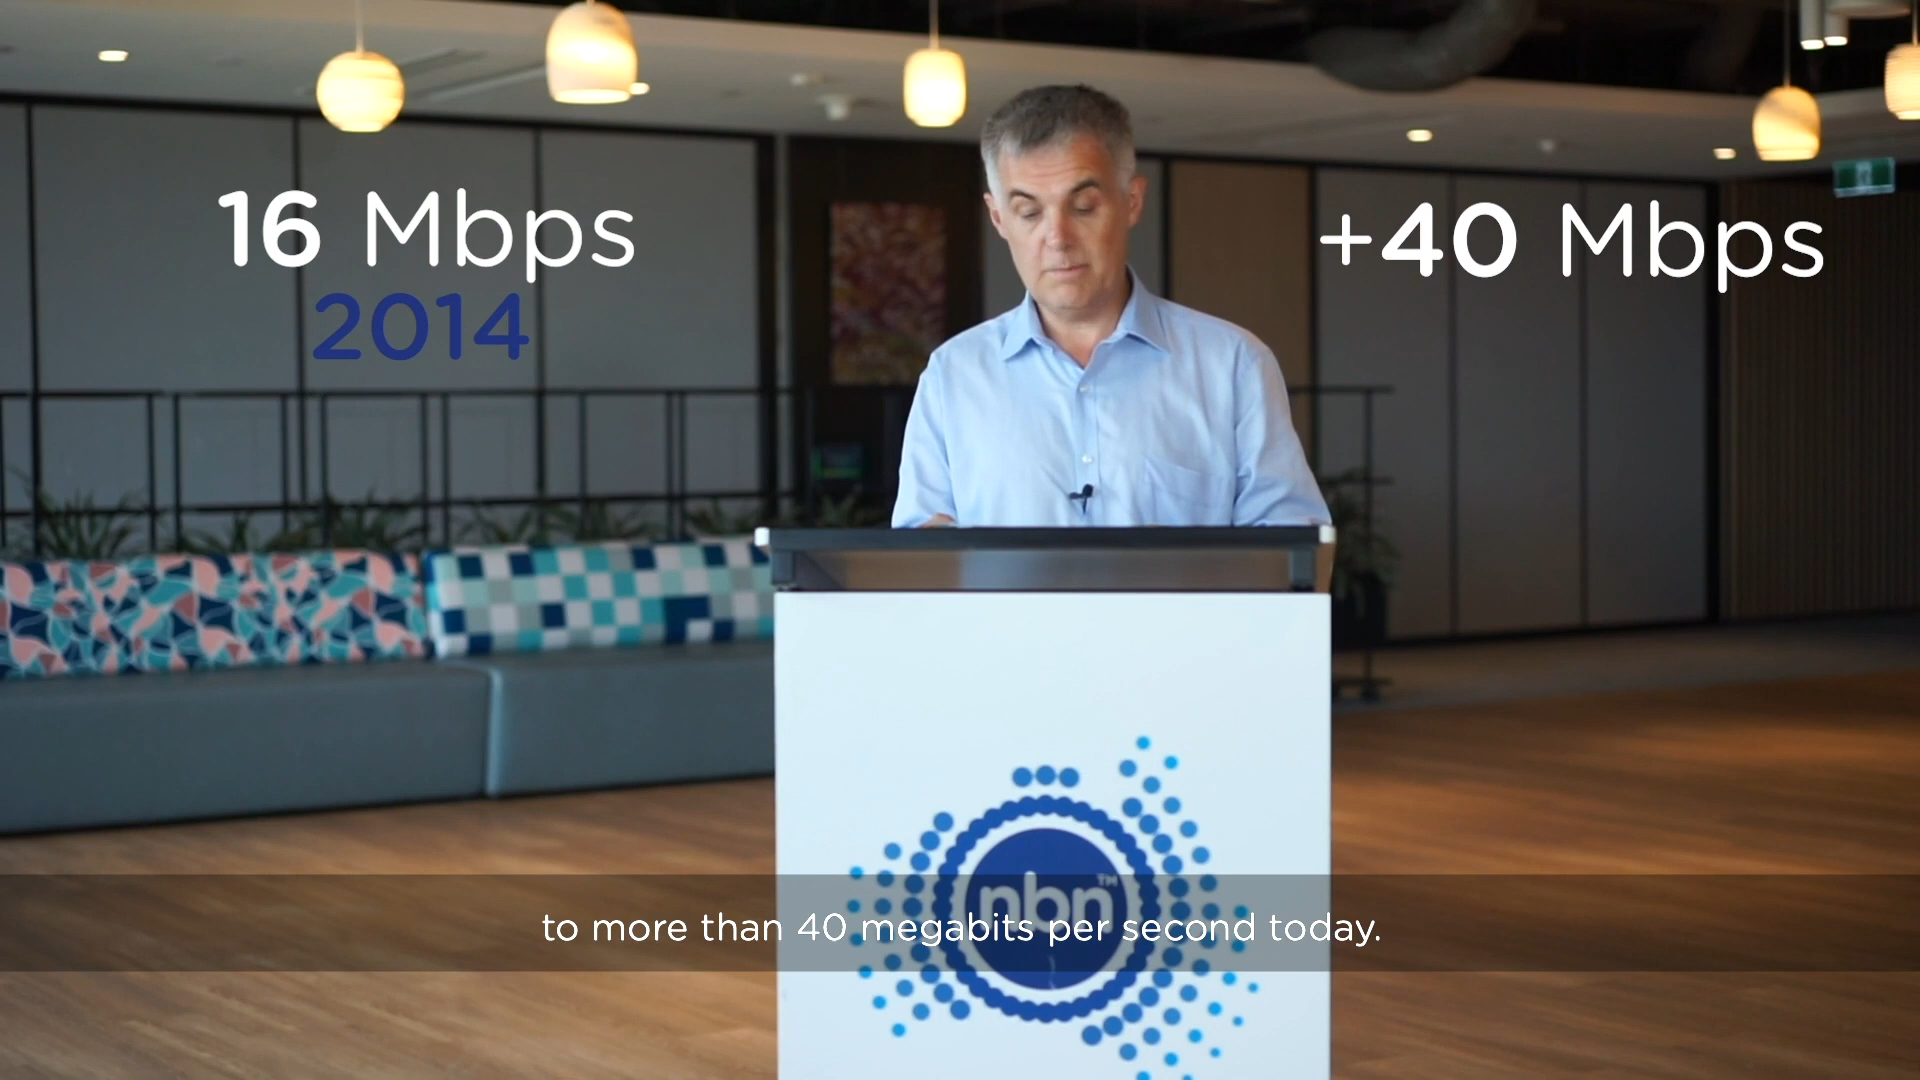 16 Mbps
2014
+40 Mbps
nbn™
to more than 40 megabits per second today.